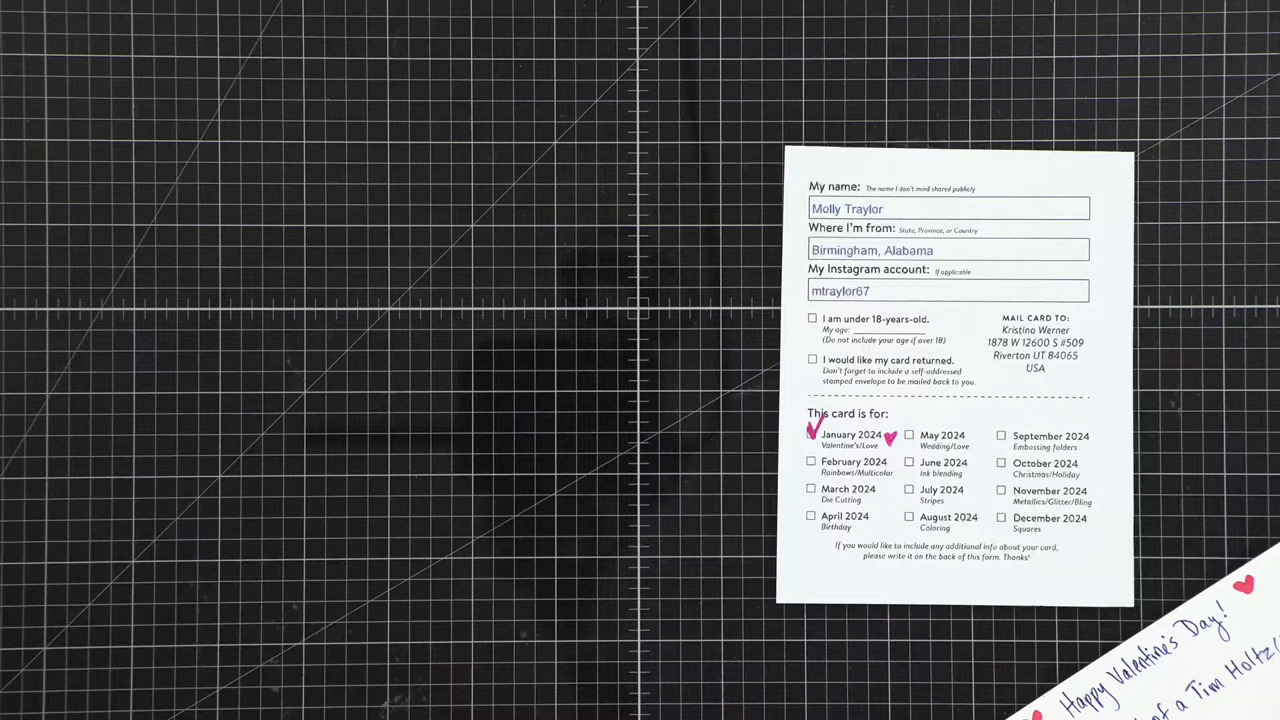 My name: The name I don't mind shared publicly
Molly Traylor
Where I'm from: State, Province, or Country
Birmingham, Alabama
My Instagram account: If applicable
mtraylor67
I am under 18-years-old.
My age:
(Do not include your age if over 18)
I would like my card returned.
Don't forget to include a self-addressed
stamped envelope to be mailed back to you.
MAIL CARD TO:
Kristina Werner
1878 W 12600 S #509
Riverton UT 84065
USA
This card is for:
January 2024
Valentine's/Love
February 2024
Rainbows/Multicolor
March 2024
Die Cutting
April 2024
Birthday
May 2024
Wedding/Love
June 2024
Ink blending
July 2024
Stripes
August 2024
Coloring
September 2024
Embossing folders
October 2024
Christmas/Holiday
November 2024
Metallics/Glitter/Bling
December 2024
Squares
If you would like to include any additional info about your card,
please write it on the back of this form. Thanks!
Happy Valentine's Day!
of a Tim Holtz